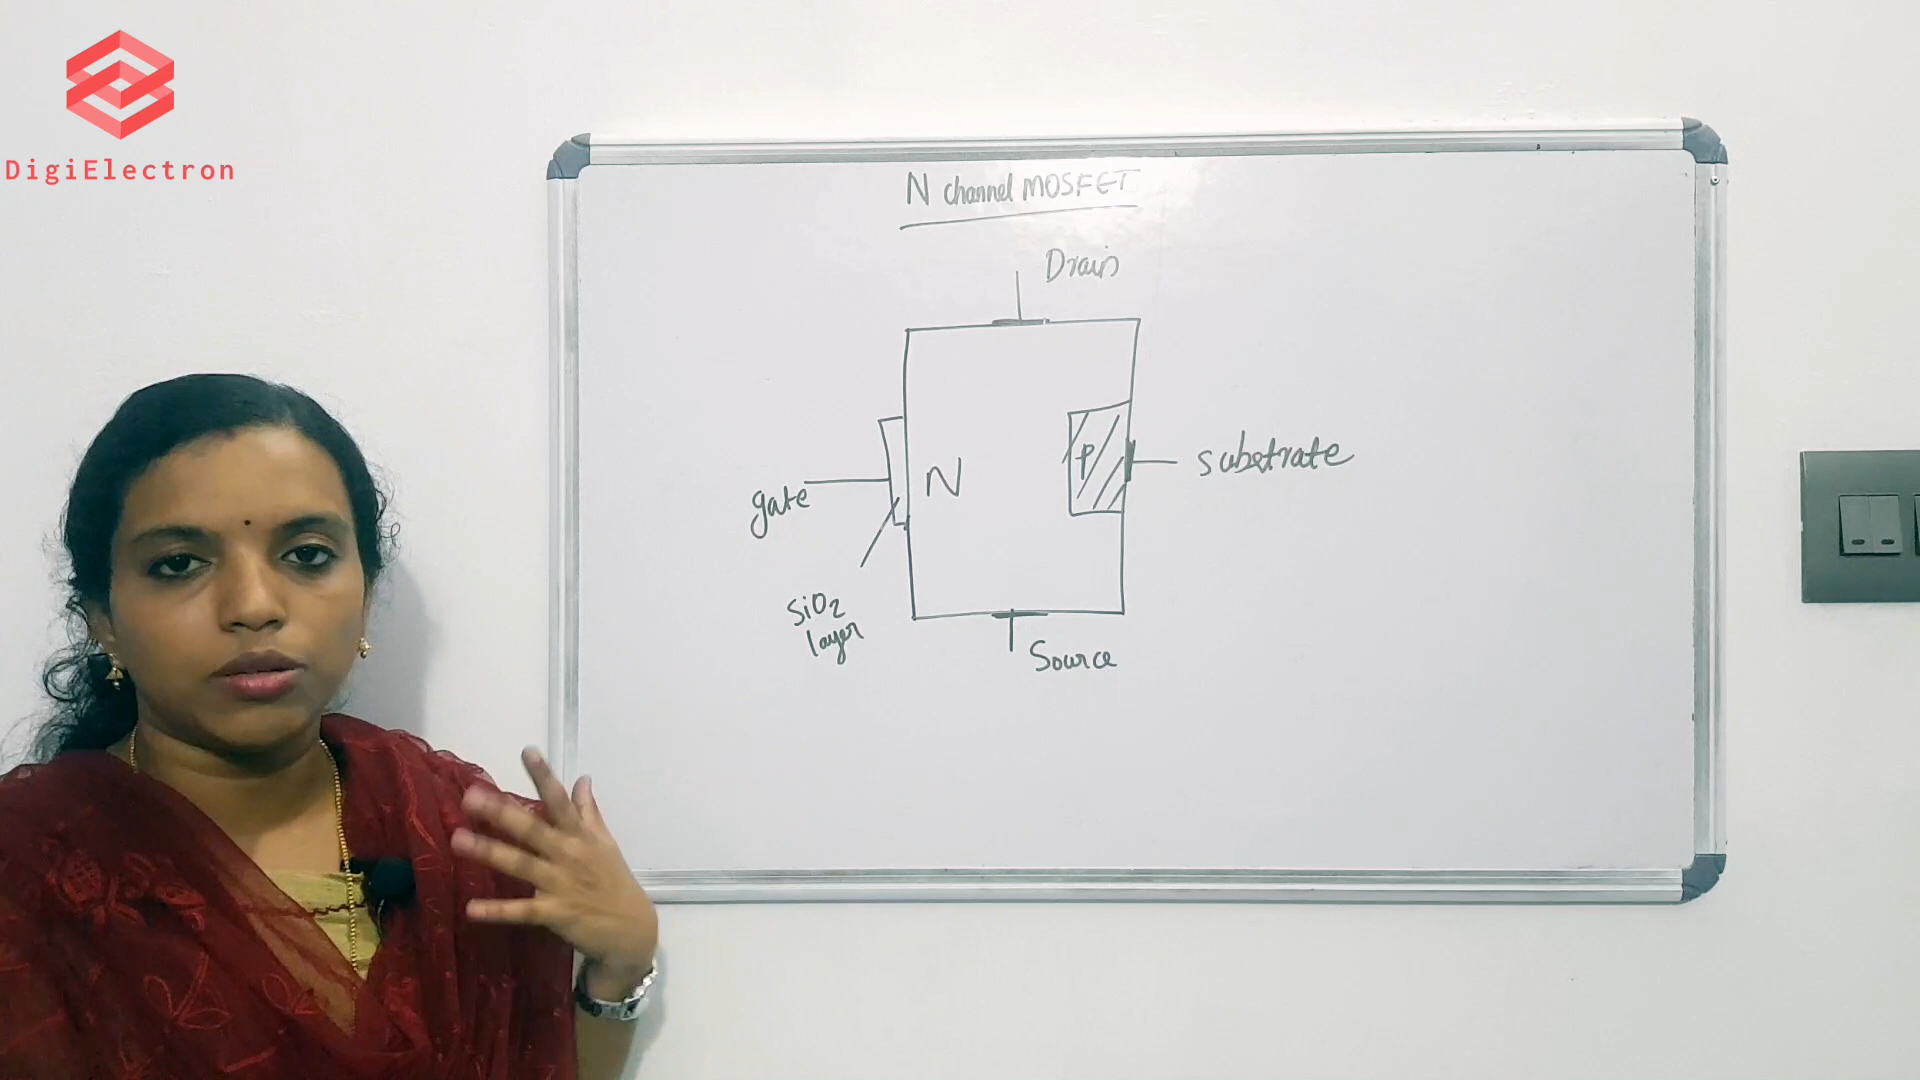 DigiElectron
N channel MOSFET
Drain
P
substrate
N
gate
SiO2
layer
Source